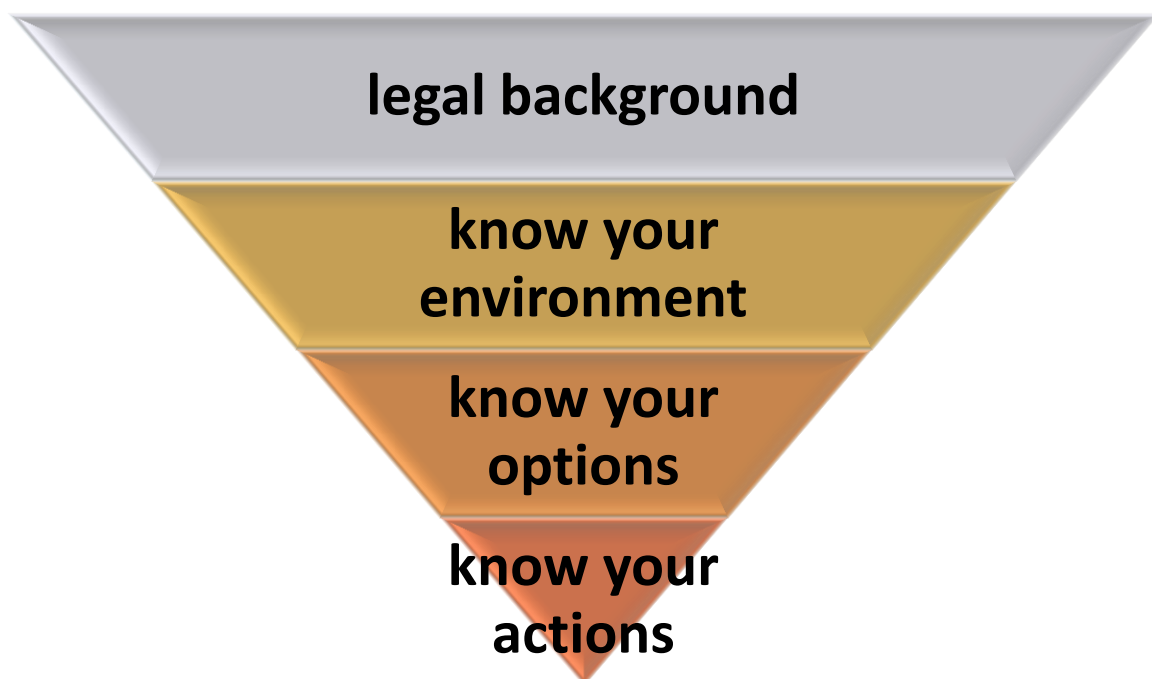 legal background
know your
environment
know your
options
know your
actions